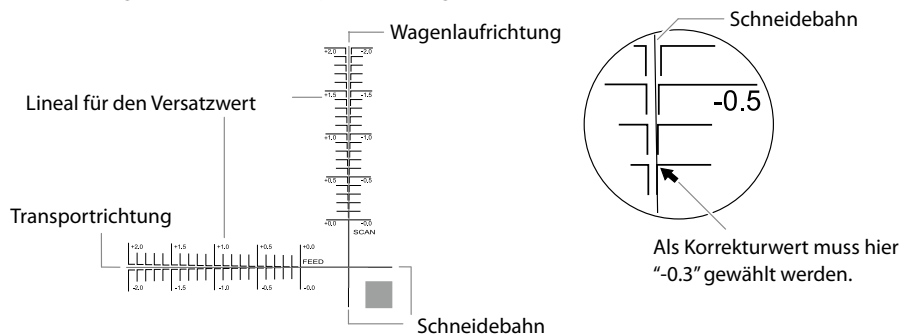 Wagenlaufrichtung
Schneidebahn
+2.0 -2.0
Lineal für den Versatzwert
+1.5 -1.5
-0.5
+1.0 -1.0
+0.5 -0.5
Transportrichtung
+0.0 -0.0
SCAN
+2.0 +1.5 +1.0 +0.5 +0.0
FEED
-2.0 -1.5 -1.0 -0.5 -0.0
Als Korrekturwert muss hier
“-0.3” gewählt werden.
Schneidebahn